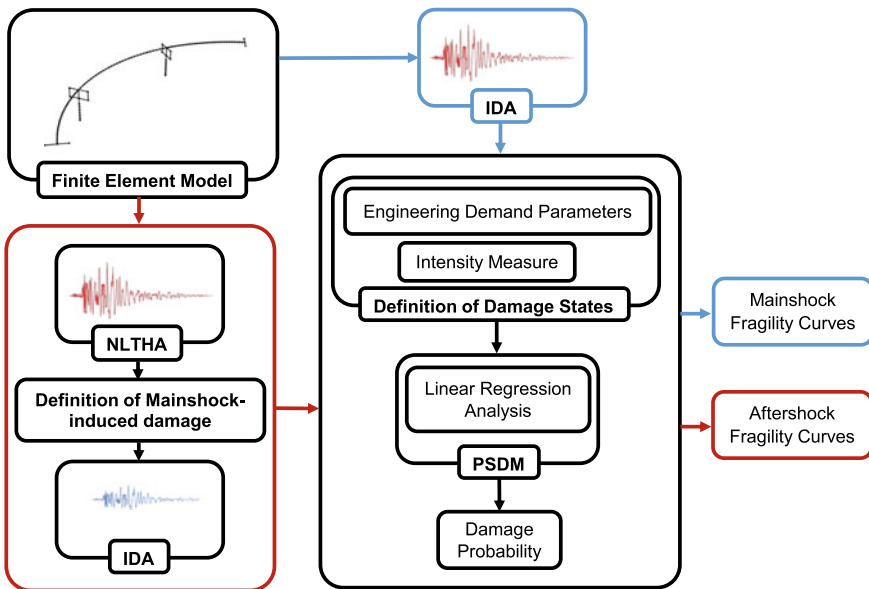 Finite Element Model
IDA
NLTHA
Definition of Mainshock-
induced damage
IDA
Engineering Demand Parameters
Intensity Measure
Definition of Damage States
Linear Regression
Analysis
PSDM
Damage
Probability
Mainshock
Fragility Curves
Aftershock
Fragility Curves